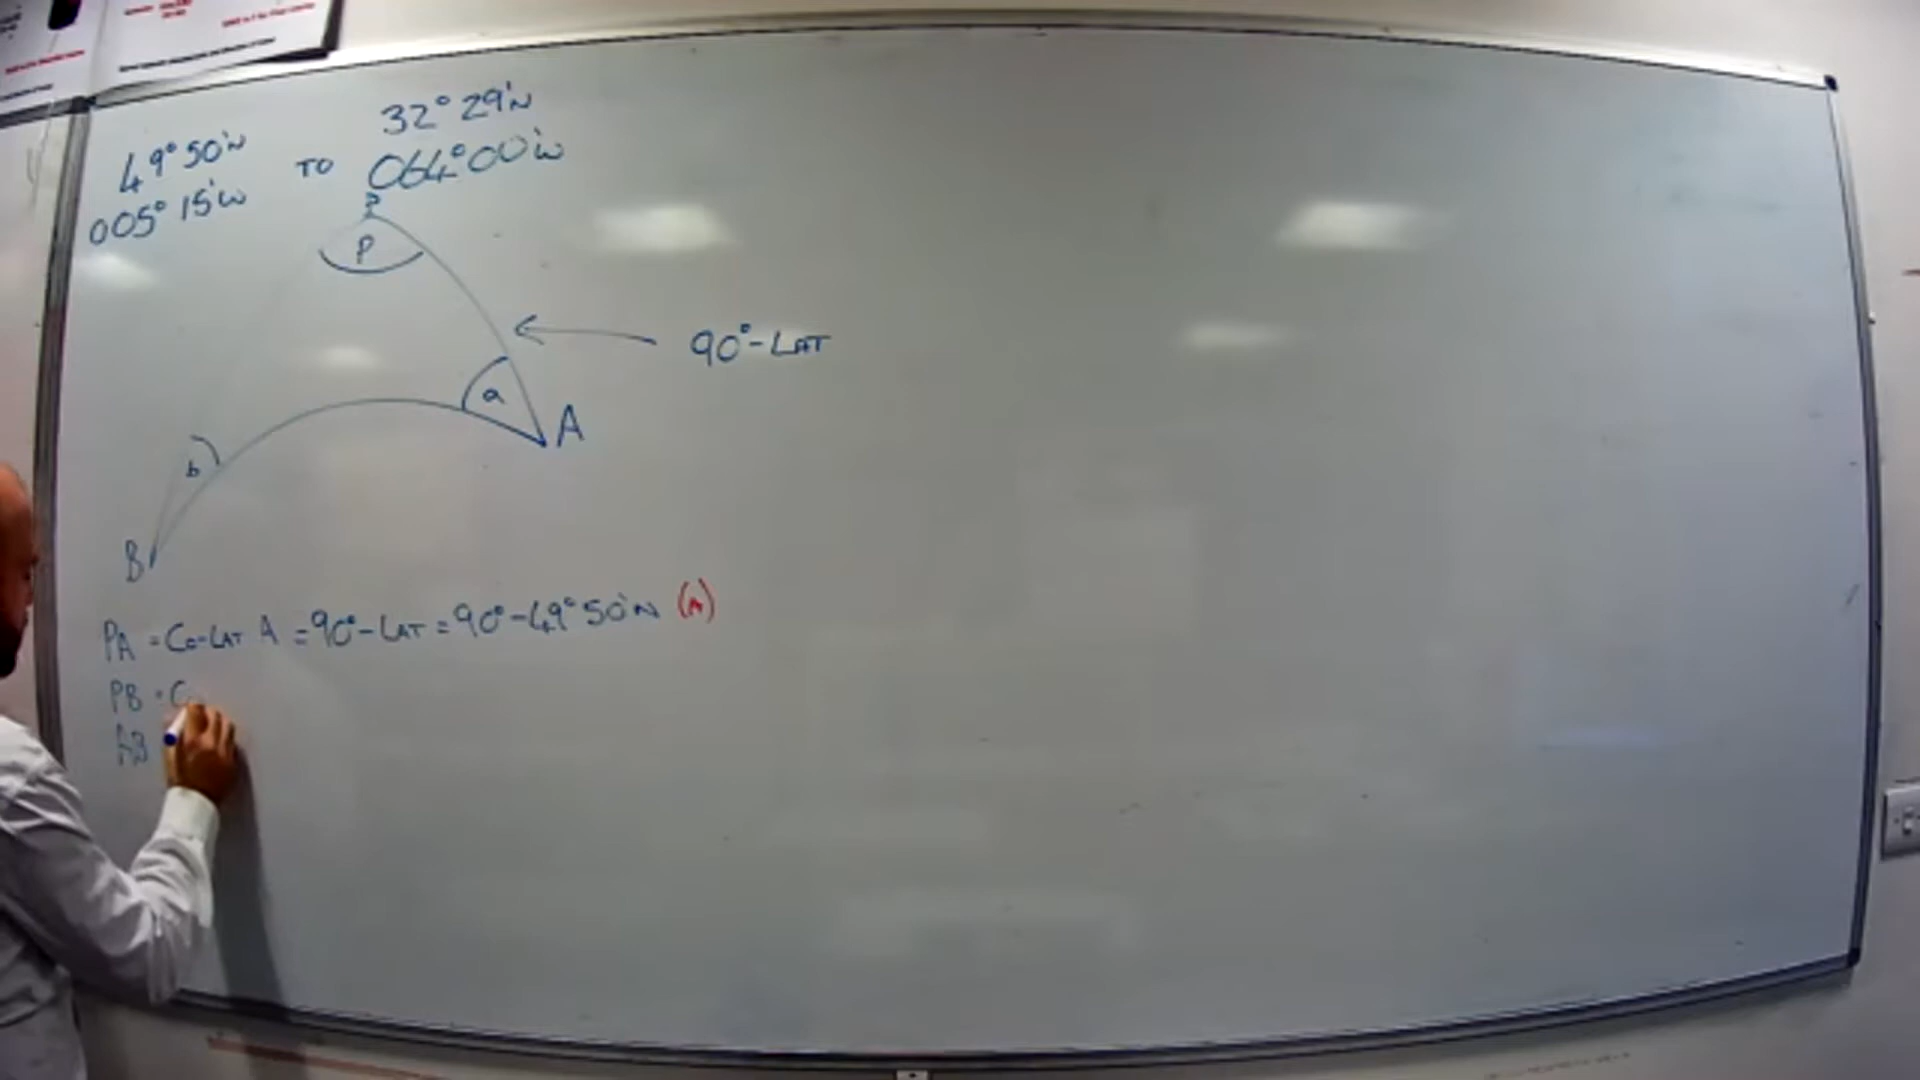 49°50'N
005°15'W
TO
32°29'N
064°00'W
P
P
90°-LAT
a
A
b
B
PA = CO-LAT A = 90°-LAT = 90°-49°50'N (A)
PB = C
AB